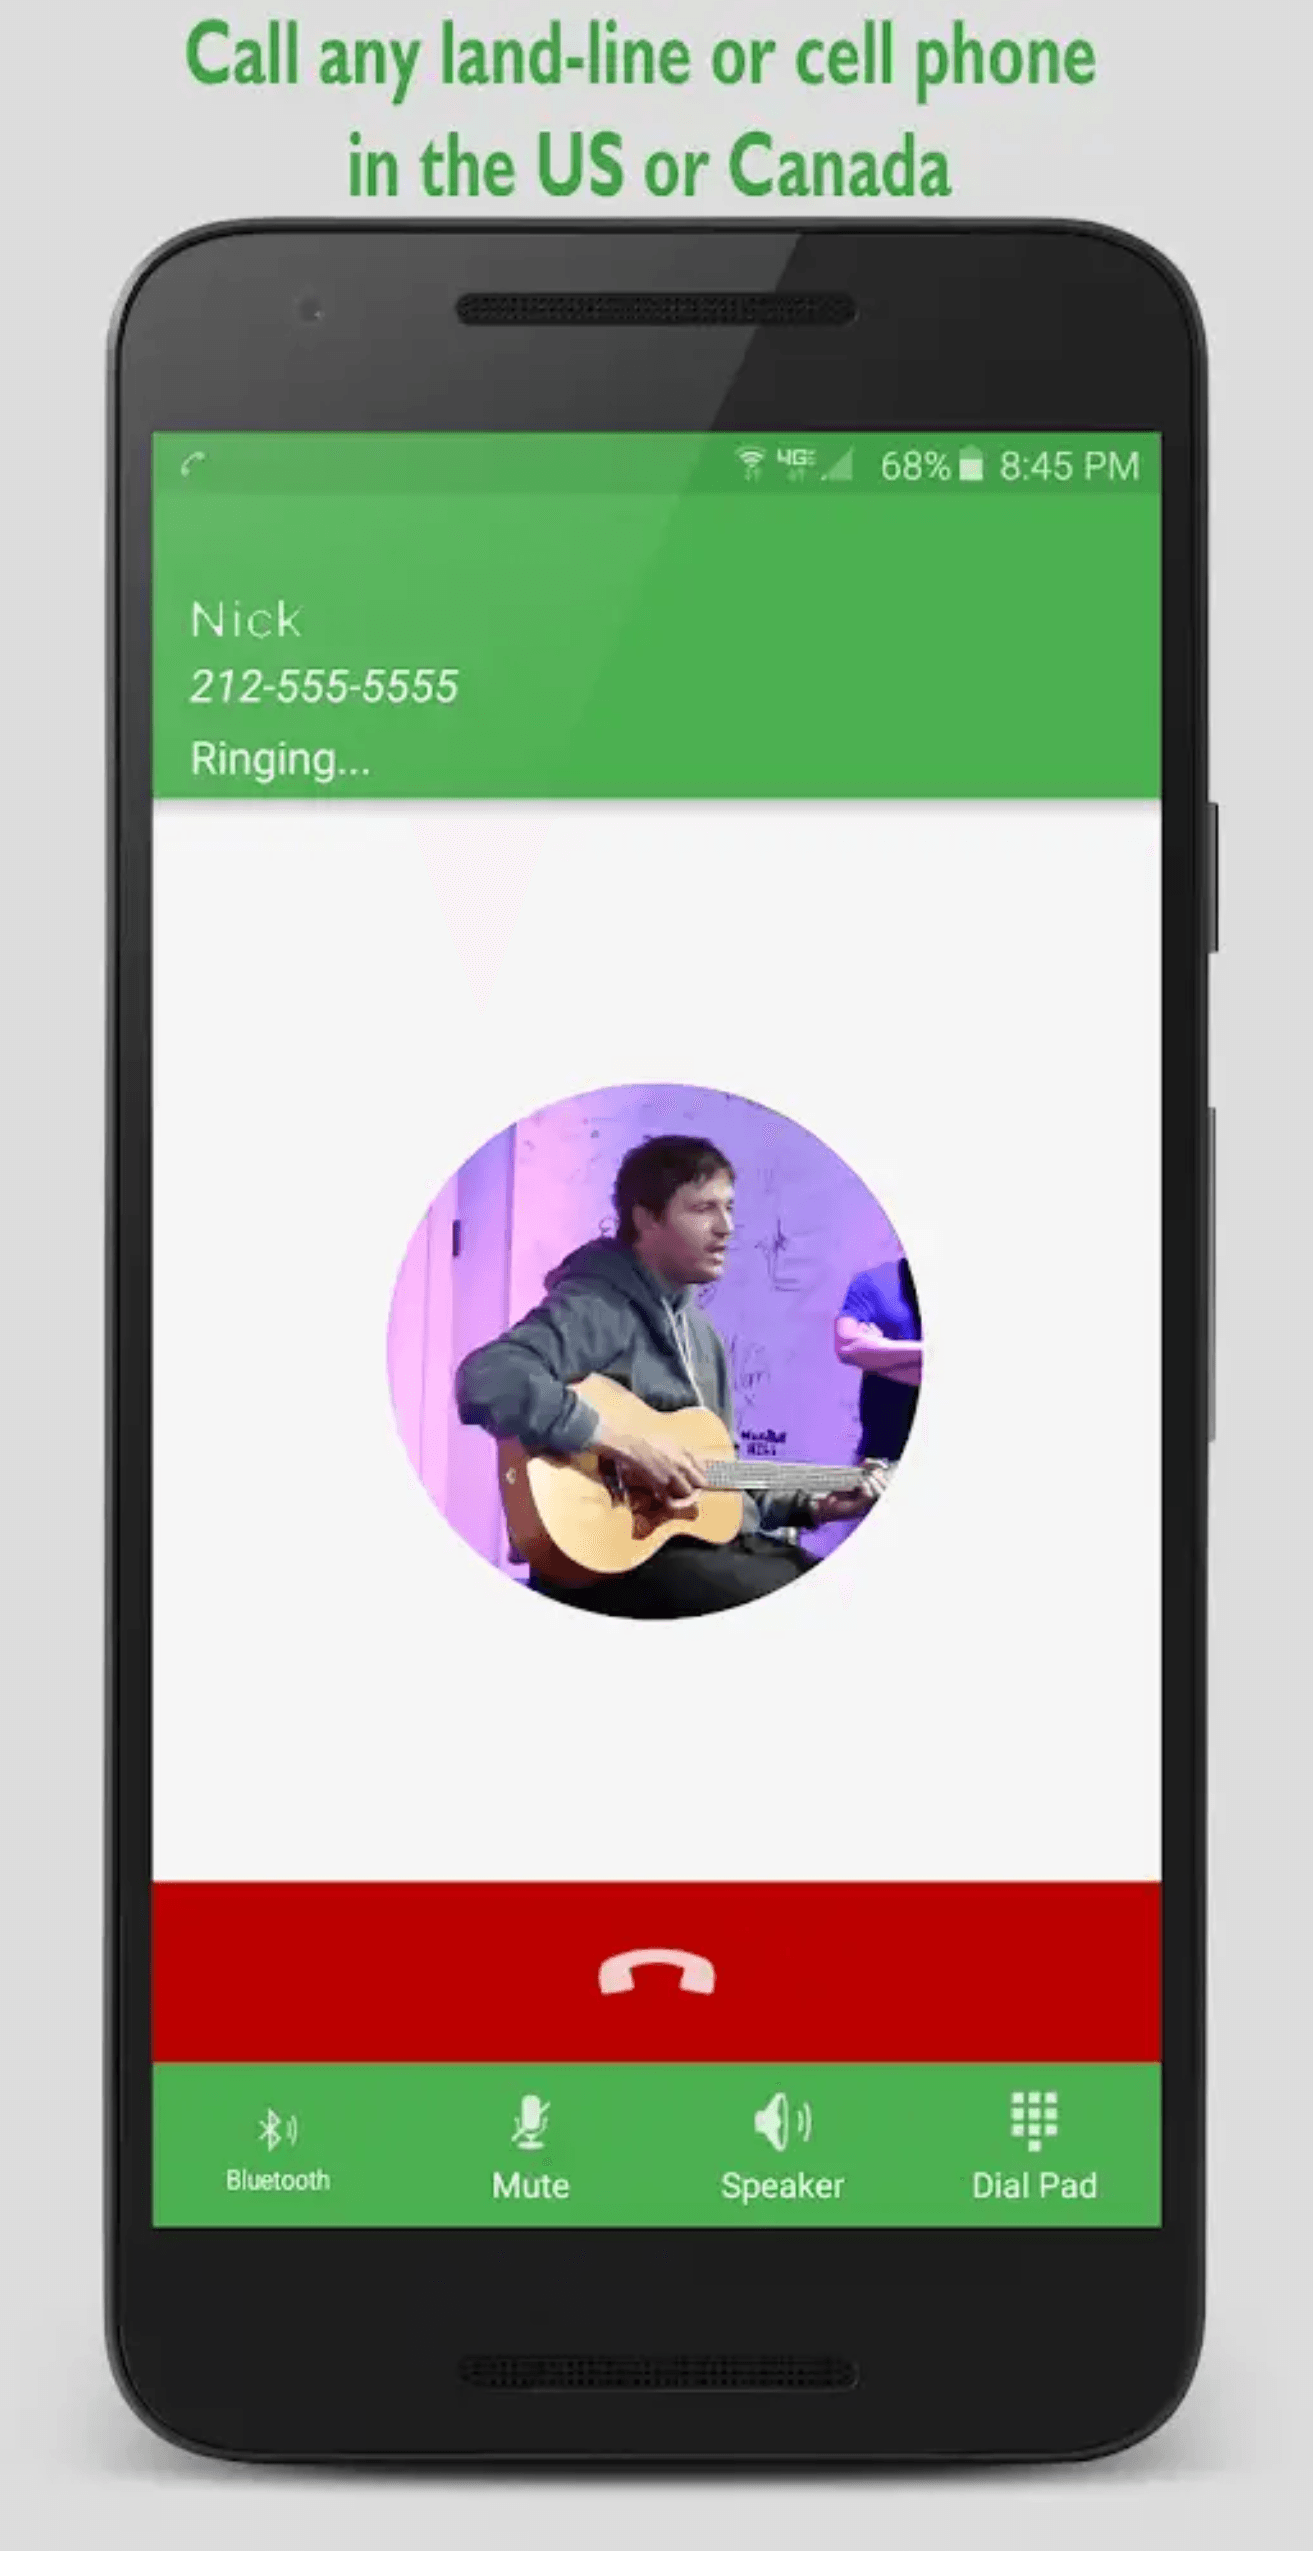 Call any land-line or cell phone
in the US or Canada
4G 68% 8:45 PM
Nick
212-555-5555
Ringing...
Bluetooth
Mute
Speaker
Dial Pad